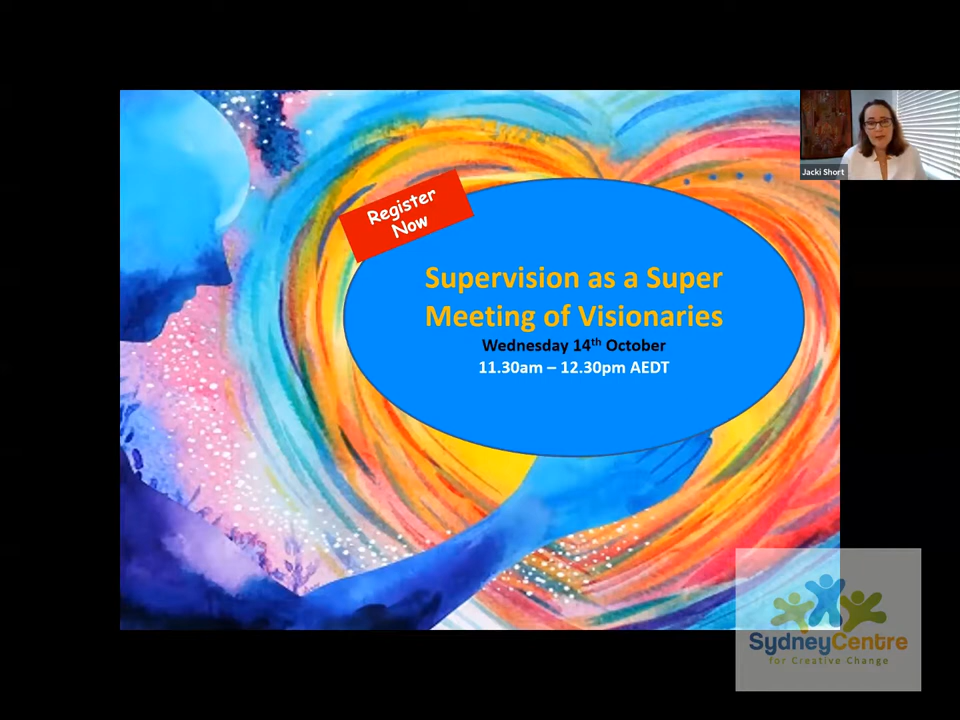 Jacki Short
Register
Now
Supervision as a Super
Meeting of Visionaries
Wednesday 14th October
11.30am – 12.30pm AEDT
SydneyCentre
for Creative Change